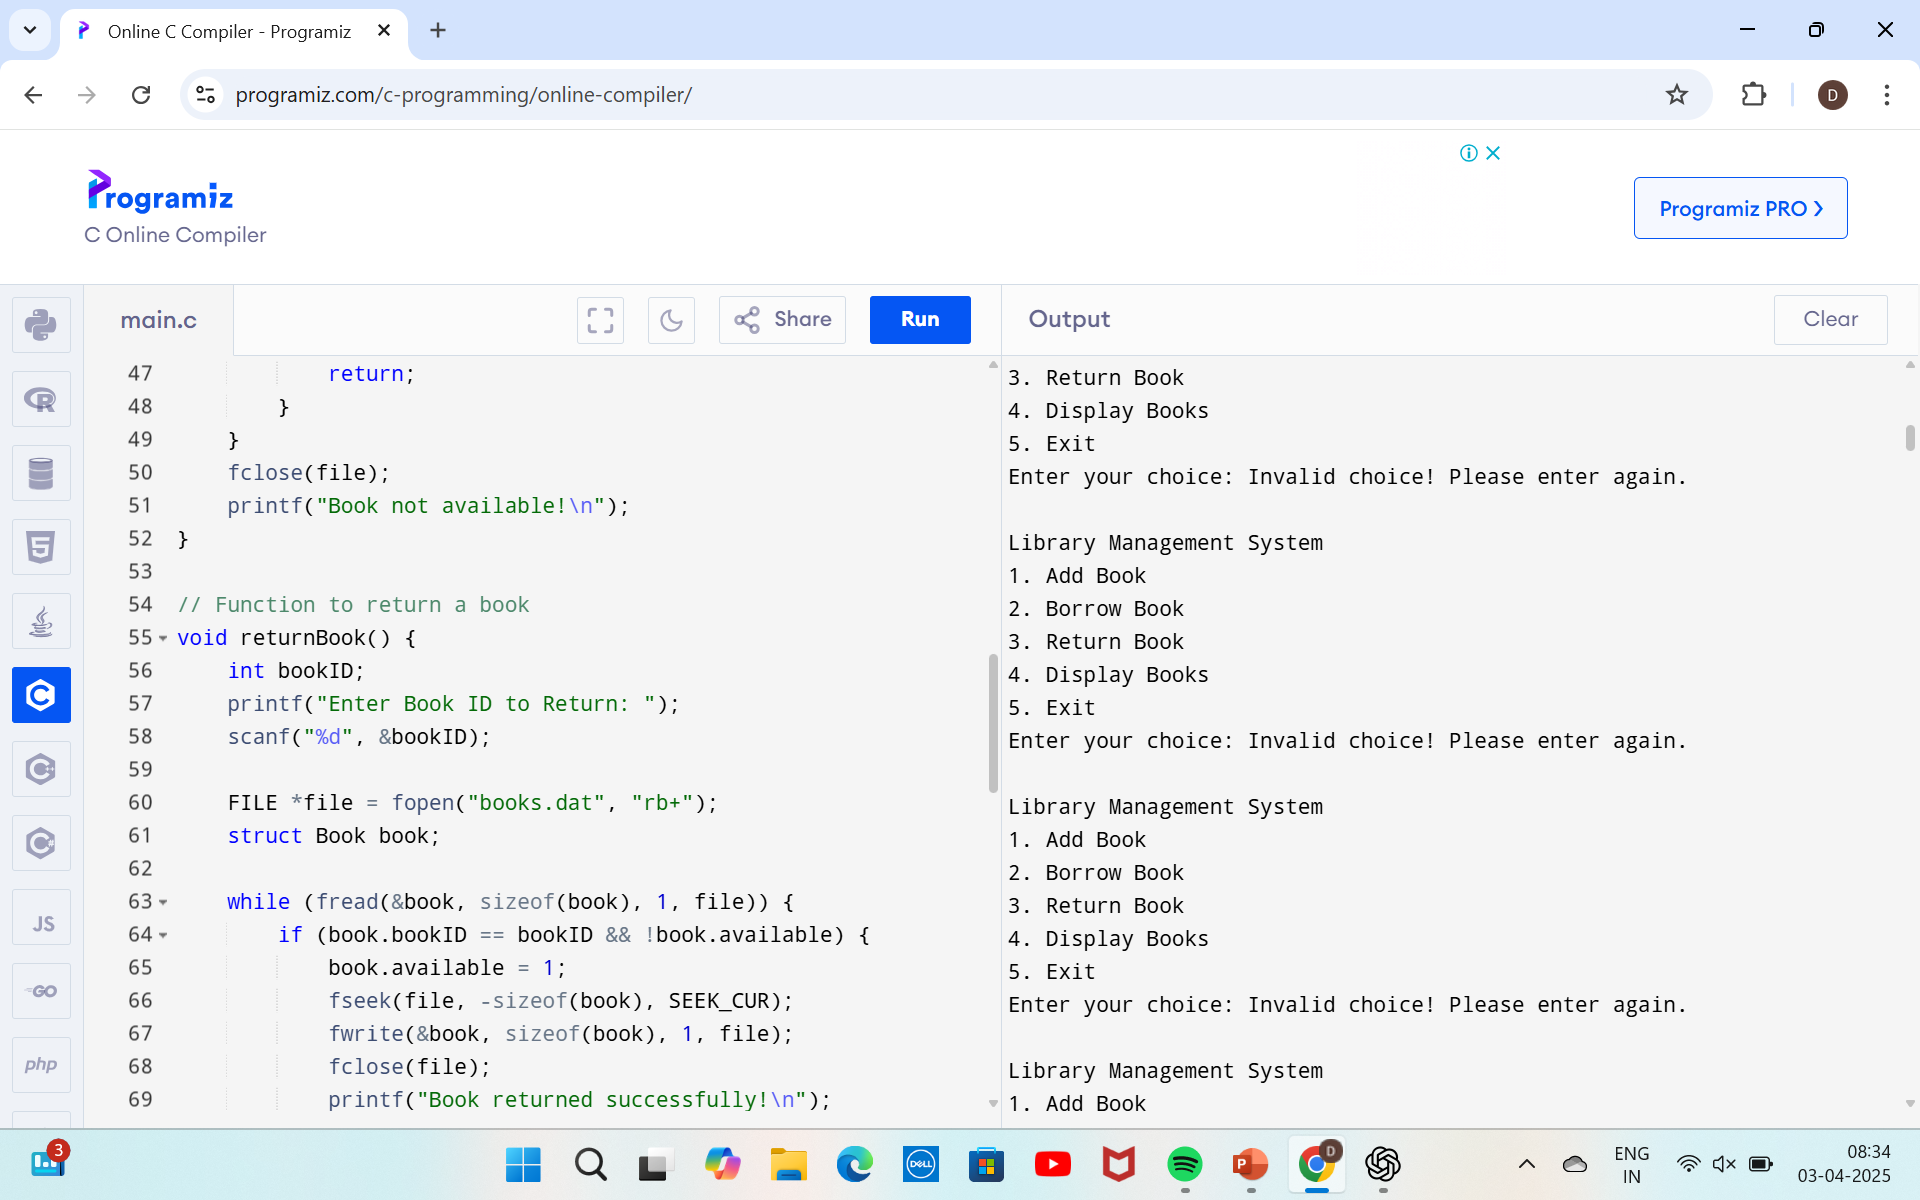 Online C Compiler - Programiz
programiz.com/c-programming/online-compiler/
D
Programiz
C Online Compiler
Programiz PRO
main.c
Share
Run
Output
Clear
47 return;
48 }
49 }
50 fclose(file);
51 printf("Book not available!\n");
52 }
53
54 // Function to return a book
55 void returnBook() {
56 int bookID;
57 printf("Enter Book ID to Return: ");
58 scanf("%d", &bookID);
59
60 FILE *file = fopen("books.dat", "rb+");
61 struct Book book;
62
63 while (fread(&book, sizeof(book), 1, file)) {
64 if (book.bookID == bookID && !book.available) {
65 book.available = 1;
66 fseek(file, -sizeof(book), SEEK_CUR);
67 fwrite(&book, sizeof(book), 1, file);
68 fclose(file);
69 printf("Book returned successfully!\n");
3. Return Book
4. Display Books
5. Exit
Enter your choice: Invalid choice! Please enter again.
Library Management System
1. Add Book
2. Borrow Book
3. Return Book
4. Display Books
5. Exit
Enter your choice: Invalid choice! Please enter again.
Library Management System
1. Add Book
2. Borrow Book
3. Return Book
4. Display Books
5. Exit
Enter your choice: Invalid choice! Please enter again.
Library Management System
1. Add Book
R
5
C
C
C
JS
GO
php
3
DELL
P
D
ENG
IN
08:34
03-04-2025